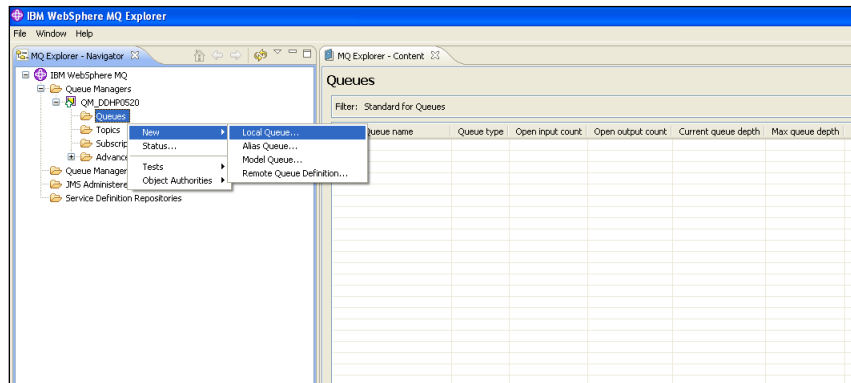 IBM WebSphere MQ Explorer
File Window Help
MQ Explorer - Navigator
MQ Explorer - Content
IBM WebSphere MQ
Queue Managers
QM_DDHP0520
Queues
Topics
Subscrip
Advance
Queue Manager
JMS Administere
Service Definition Repositories
New
Status...
Tests
Object Authorities
Local Queue...
Alias Queue...
Model Queue...
Remote Queue Definition...
Queues
Filter: Standard for Queues
Queue name Queue type Open input count Open output count Current queue depth Max queue depth